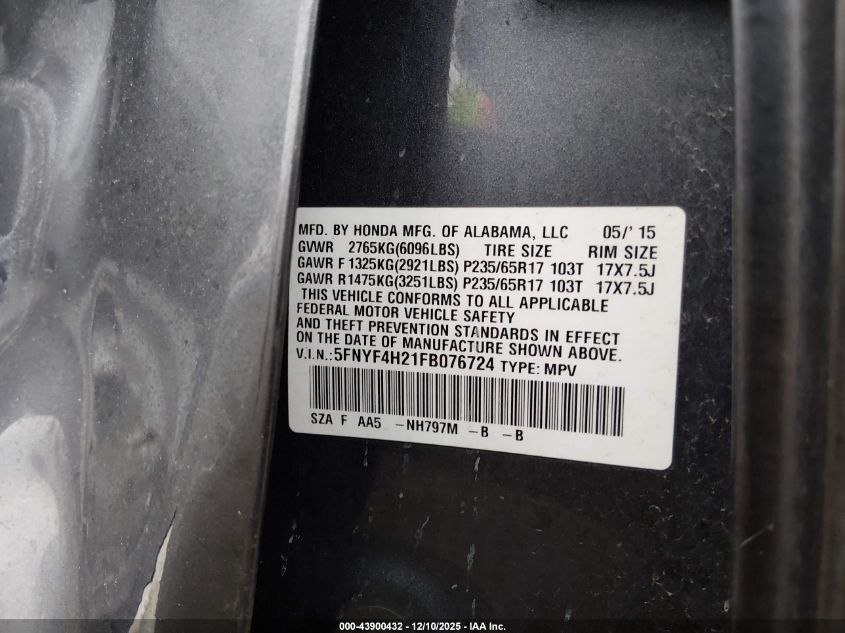 MFD. BY HONDA MFG. OF ALABAMA, LLC 05/' 15
GVWR 2765KG(6096LBS) TIRE SIZE RIM SIZE
GAWR F 1325KG(2921LBS) P235/65R17 103T 17X7.5J
GAWR R1475KG(3251LBS) P235/65R17 103T 17X7.5J
THIS VEHICLE CONFORMS TO ALL APPLICABLE
FEDERAL MOTOR VEHICLE SAFETY
AND THEFT PREVENTION STANDARDS IN EFFECT
ON THE DATE OF MANUFACTURE SHOWN ABOVE.
V.I.N.:5FNYF4H21FB076724 TYPE: MPV
SZA F AA5 -NH797M -B -B
000-43900432 - 12/10/2025 - IAA Inc.